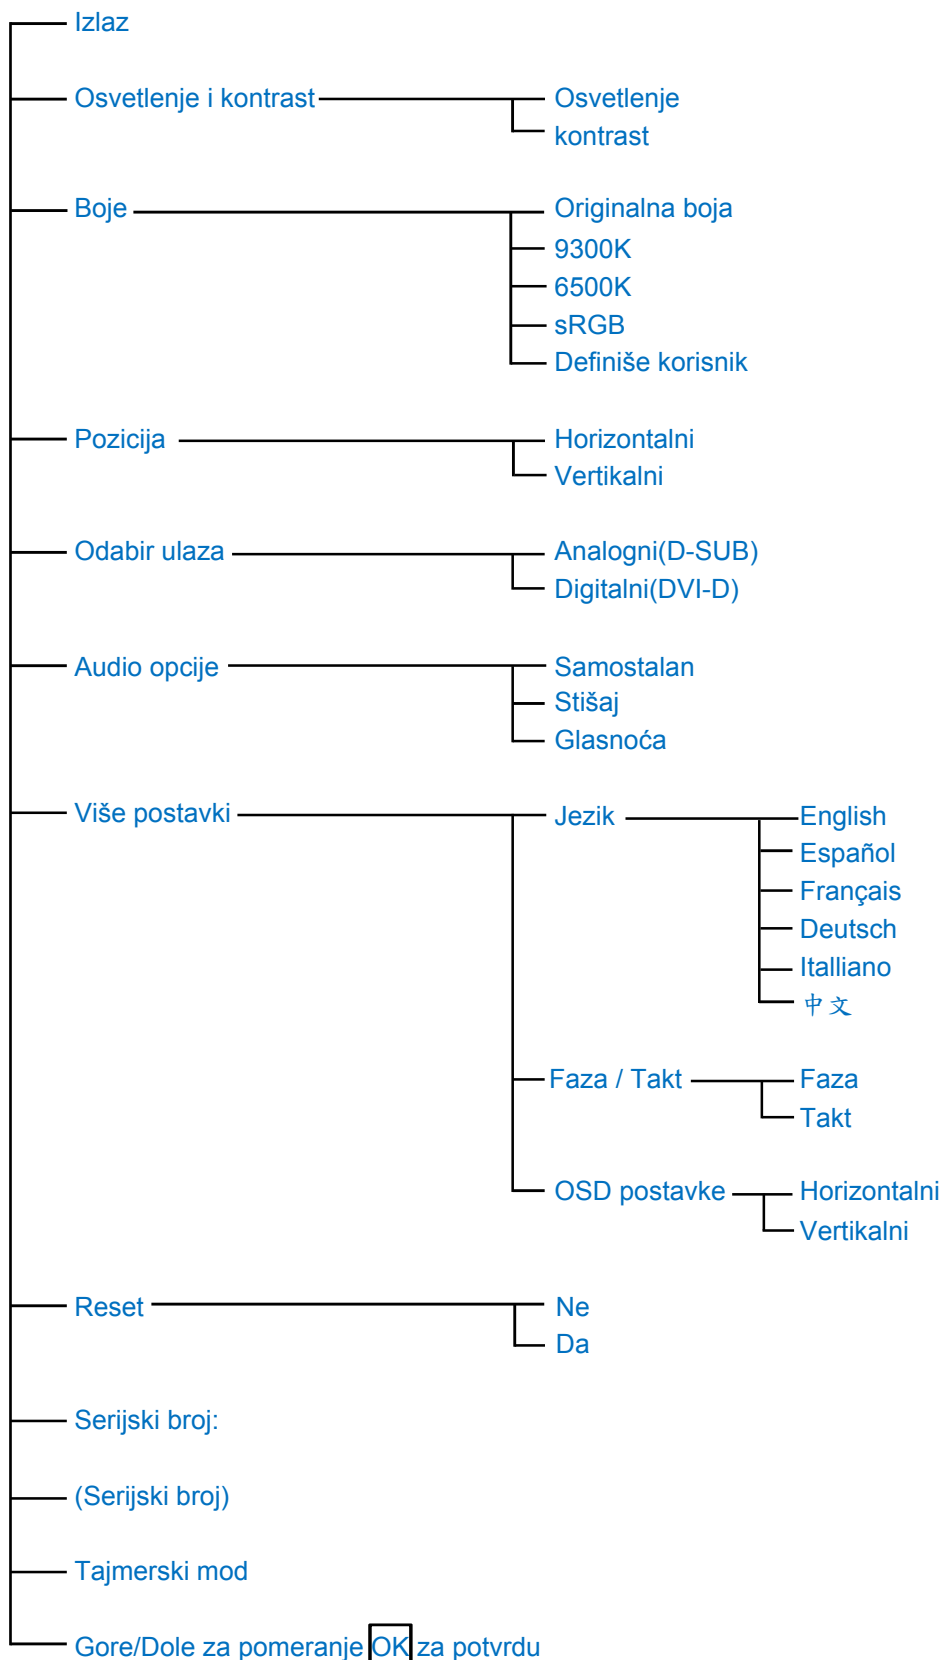 Izlaz
Osvetlenje i kontrast
Osvetlenje
kontrast
Boje
Originalna boja
9300K
6500K
sRGB
Definiše korisnik
Pozicija
Horizontalni
Vertikalni
Odabir ulaza
Analogni(D-SUB)
Digitalni(DVI-D)
Audio opcije
Samostalan
Stišaj
Glasnoća
Više postavki
Jezik
English
Español
Français
Deutsch
Italliano
中文
Faza / Takt
Faza
Takt
OSD postavke
Horizontalni
Vertikalni
Reset
Ne
Da
Serijski broj:
(Serijski broj)
Tajmerski mod
Gore/Dole za pomeranje OK za potvrdu